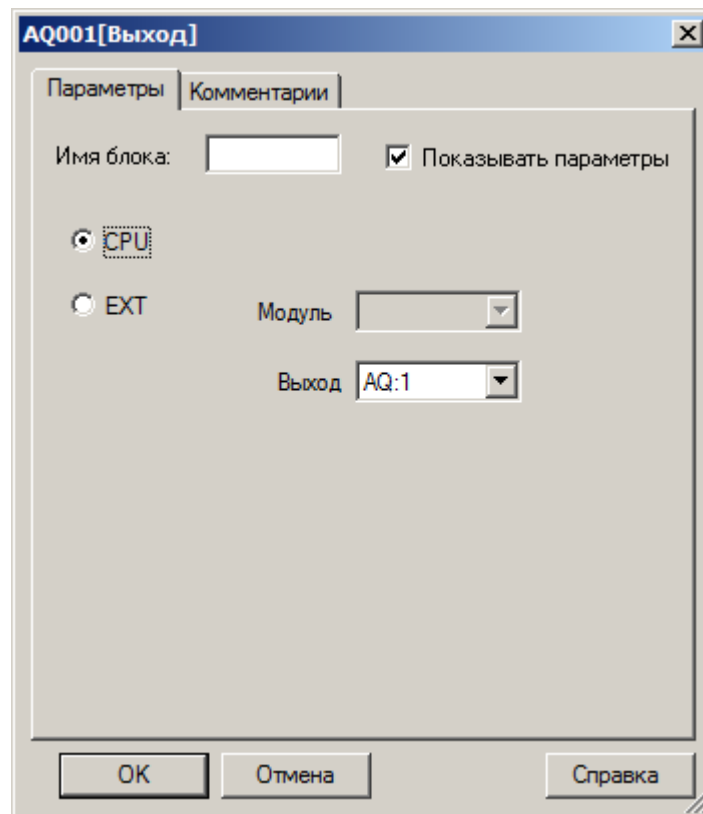 AQ001[Выход]
Параметры Комментарии
Имя блока: Показывать параметры
CPU
EXT Модуль
Выход AQ:1
OK Отмена Справка